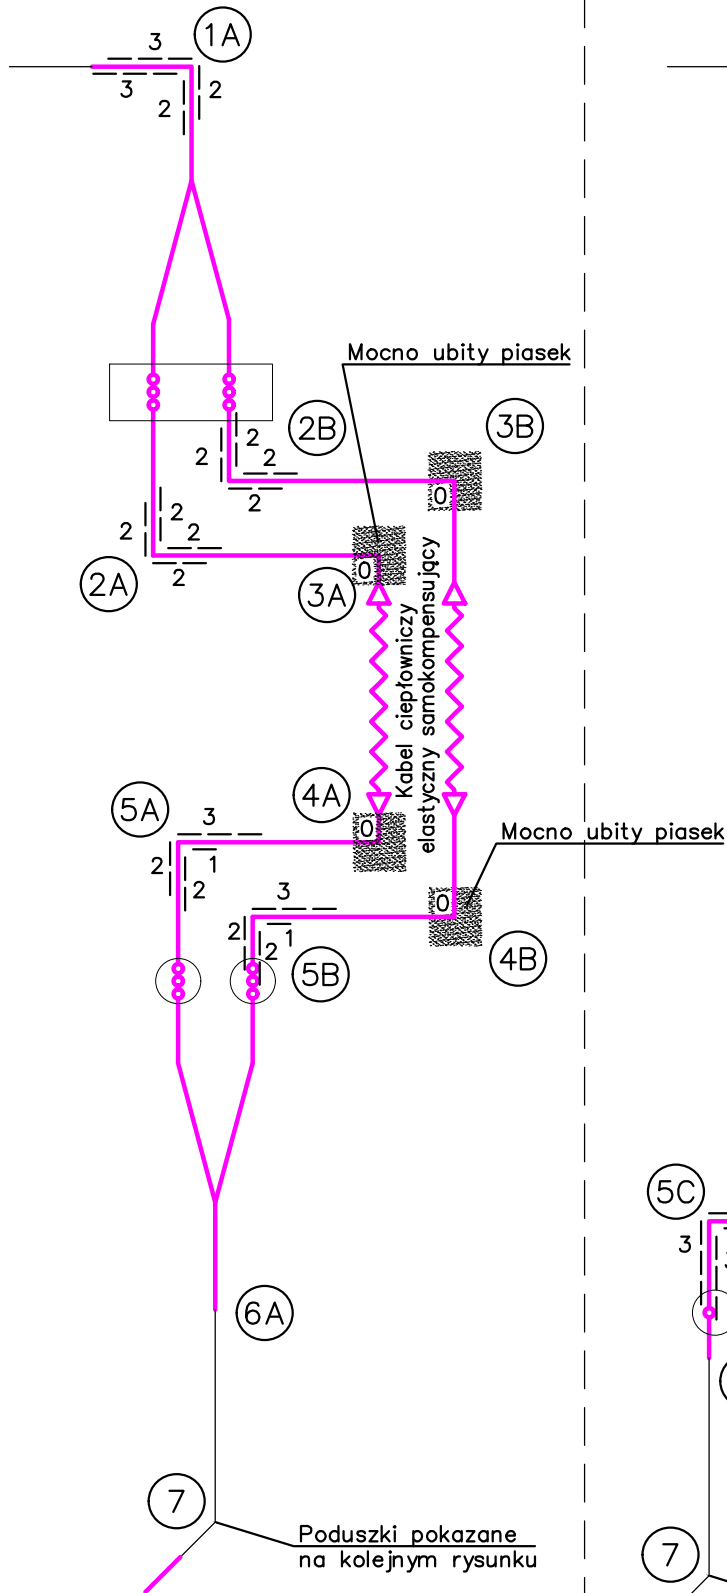 1A
3
3
2
2
Mocno ubity piasek
2B
3B
2
2
2
2
0
2
2
2
2
2A
0
3A
Kabel ciepłowniczy
elastyczny samokompensujący
4A
5A
3
0
1
2
2
Mocno ubity piasek
3
0
2
1
2
5B
4B
5C
3
6A
7
Poduszki pokazane
na kolejnym rysunku
7